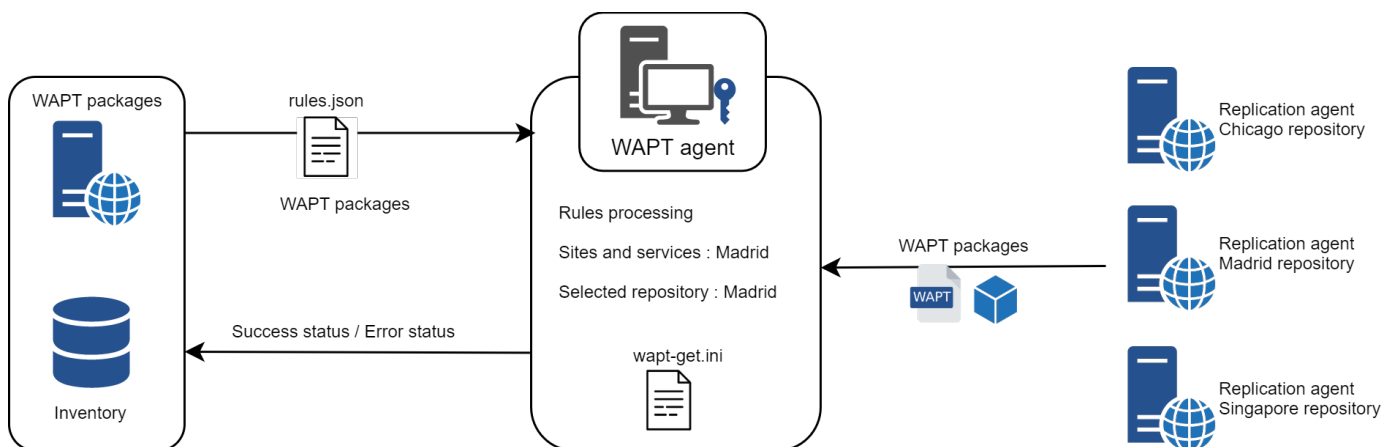 WAPT packages
Inventory
rules.json
WAPT packages
Success status / Error status
WAPT agent
Rules processing
Sites and services : Madrid
Selected repository : Madrid
wapt-get.ini
WAPT packages
WAPT
Replication agent
Chicago repository
Replication agent
Madrid repository
Replication agent
Singapore repository